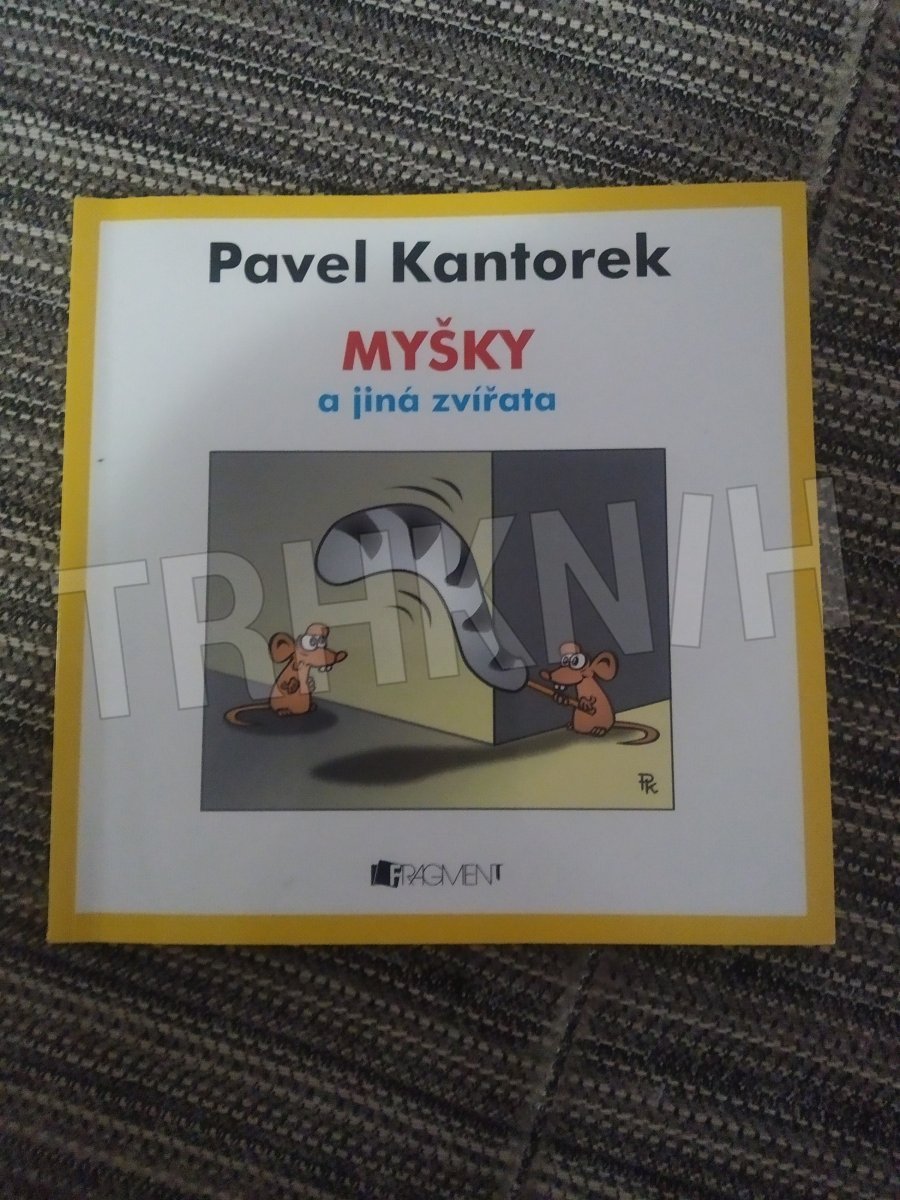 Pavel Kantorek
MYŠKY
a jiná zvířata
TRHKNIH
PK
FRAGMENT